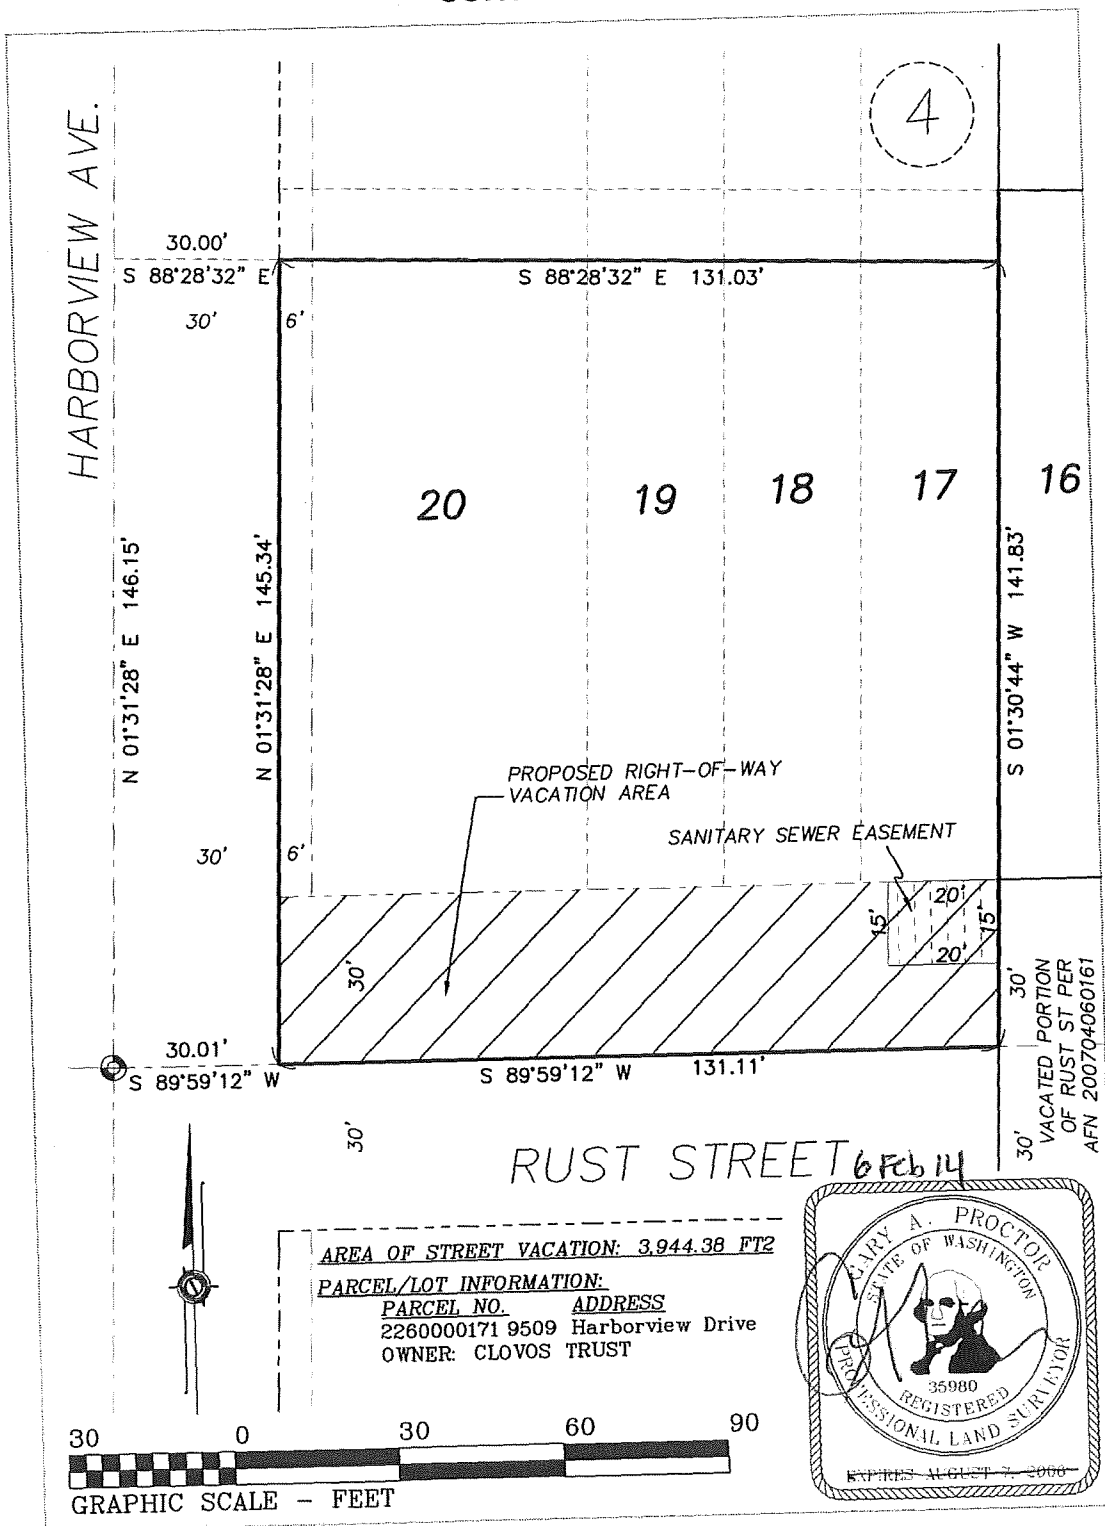 HARBORVIEW AVE.
4
30.00'
S 88°28'32" E
S 88°28'32" E 131.03'
30'
6'
20
19
18
17
16
N 01°31'28" E 146.15'
N 01°31'28" E 145.34'
S 01°30'44" W 141.83'
PROPOSED RIGHT-OF-WAY
VACATION AREA
SANITARY SEWER EASEMENT
30'
6'
20'
15'
15'
20'
30'
30'
VACATED PORTION
OF RUST ST PER
AFN 200704060161
30.01'
S 89°59'12" W
S 89°59'12" W 131.11'
30'
30'
RUST STREET
6 Feb 14
AREA OF STREET VACATION: 3,944.38 FT2
PARCEL/LOT INFORMATION:
PARCEL NO. ADDRESS
2260000171 9509 Harborview Drive
OWNER: CLOVOS TRUST
GARY A. PROCTOR
STATE OF WASHINGTON
35980
REGISTERED
PROFESSIONAL LAND SURVEYOR
30 0 30 60 90
GRAPHIC SCALE - FEET